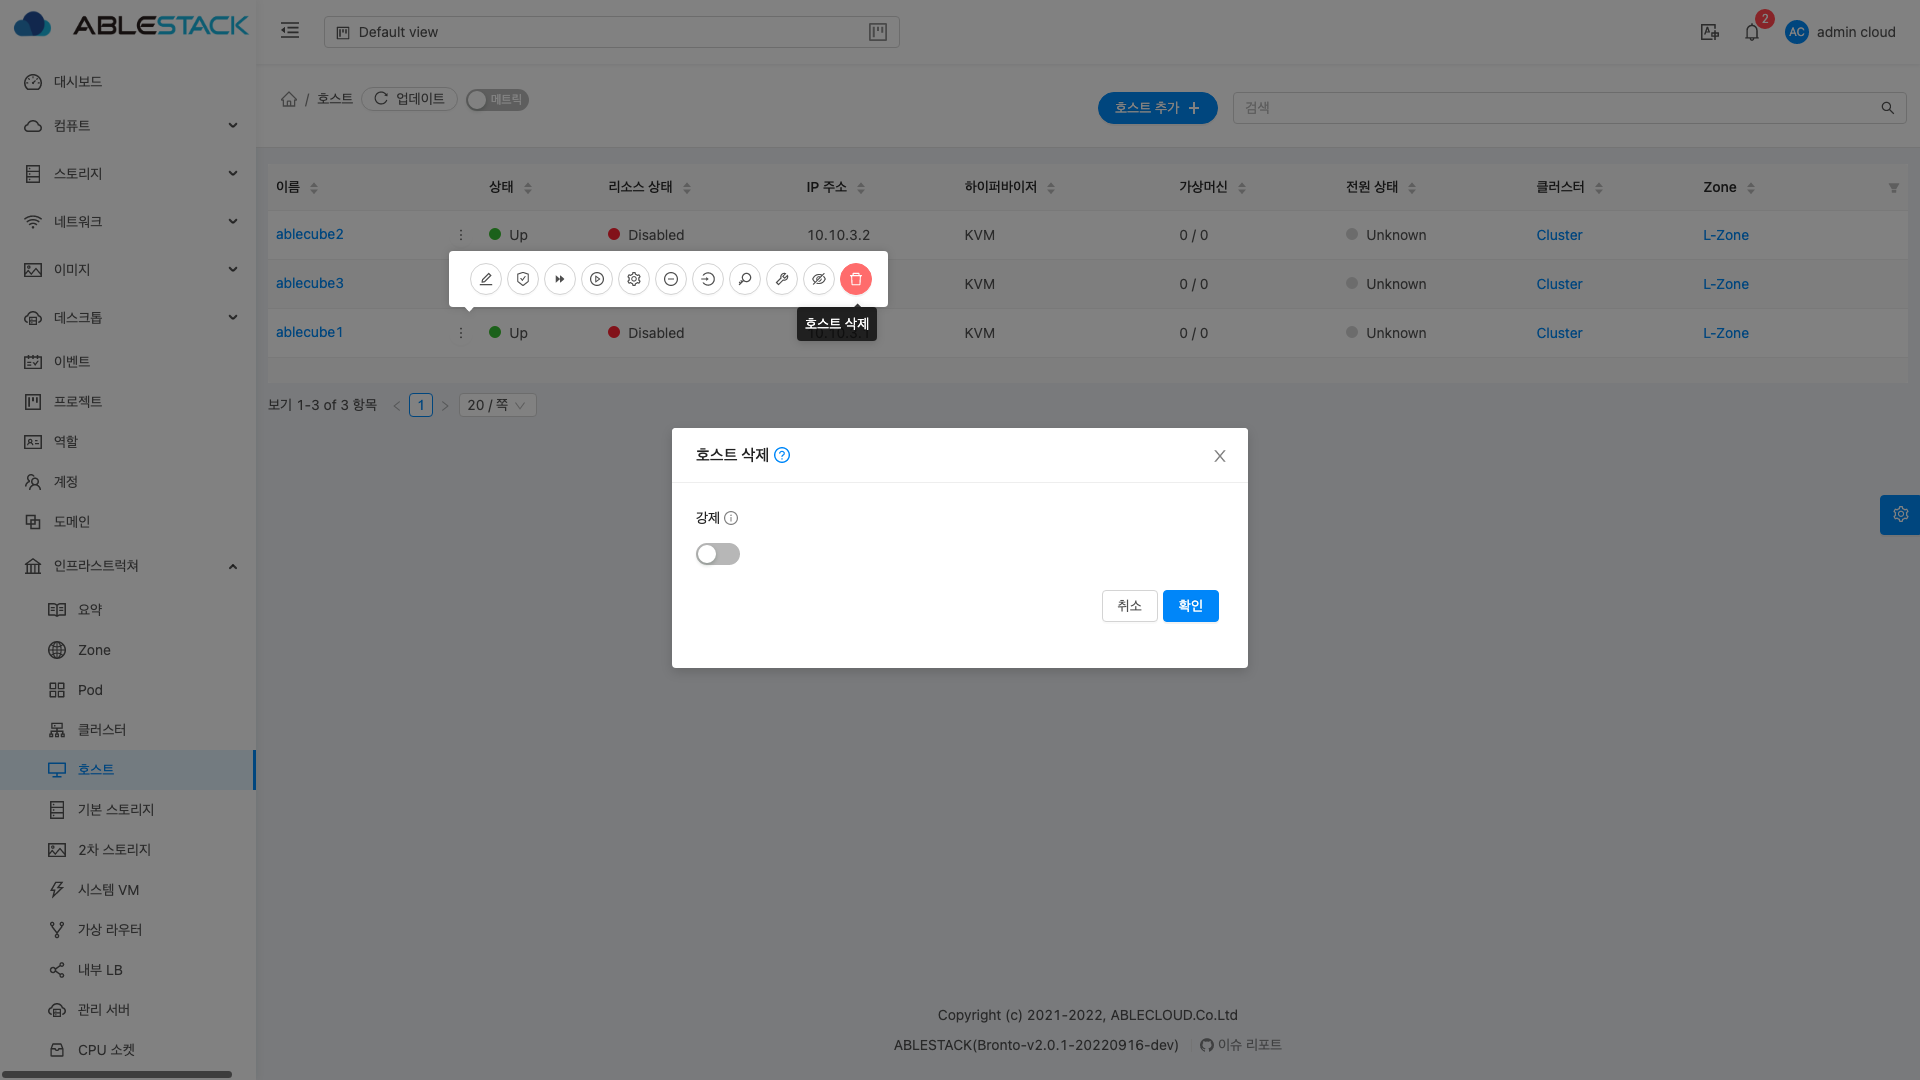 ABLESTACK
Default view
2
AC
admin cloud
대시보드
컴퓨트
스토리지
네트워크
이미지
데스크톱
이벤트
프로젝트
역할
계정
도메인
인프라스트럭쳐
요약
Zone
Pod
클러스터
호스트
기본 스토리지
2차 스토리지
시스템 VM
가상 라우터
내부 LB
관리 서버
CPU 소켓
/ 호스트
업데이트
메트릭
호스트 추가 +
검색
이름 상태 리소스 상태 IP 주소 하이퍼바이저 가상머신 전원 상태 클러스터 Zone
ablecube2 Up Disabled 10.10.3.2 KVM 0 / 0 Unknown Cluster L-Zone
ablecube3 KVM 0 / 0 Unknown Cluster L-Zone
ablecube1 Up Disabled KVM 0 / 0 Unknown Cluster L-Zone
호스트 삭제
보기 1-3 of 3 항목 < 1 > 20 / 쪽
호스트 삭제
강제
취소 확인
Copyright (c) 2021-2022, ABLECLOUD.Co.Ltd
ABLESTACK(Bronto-v2.0.1-20220916-dev) 이슈 리포트